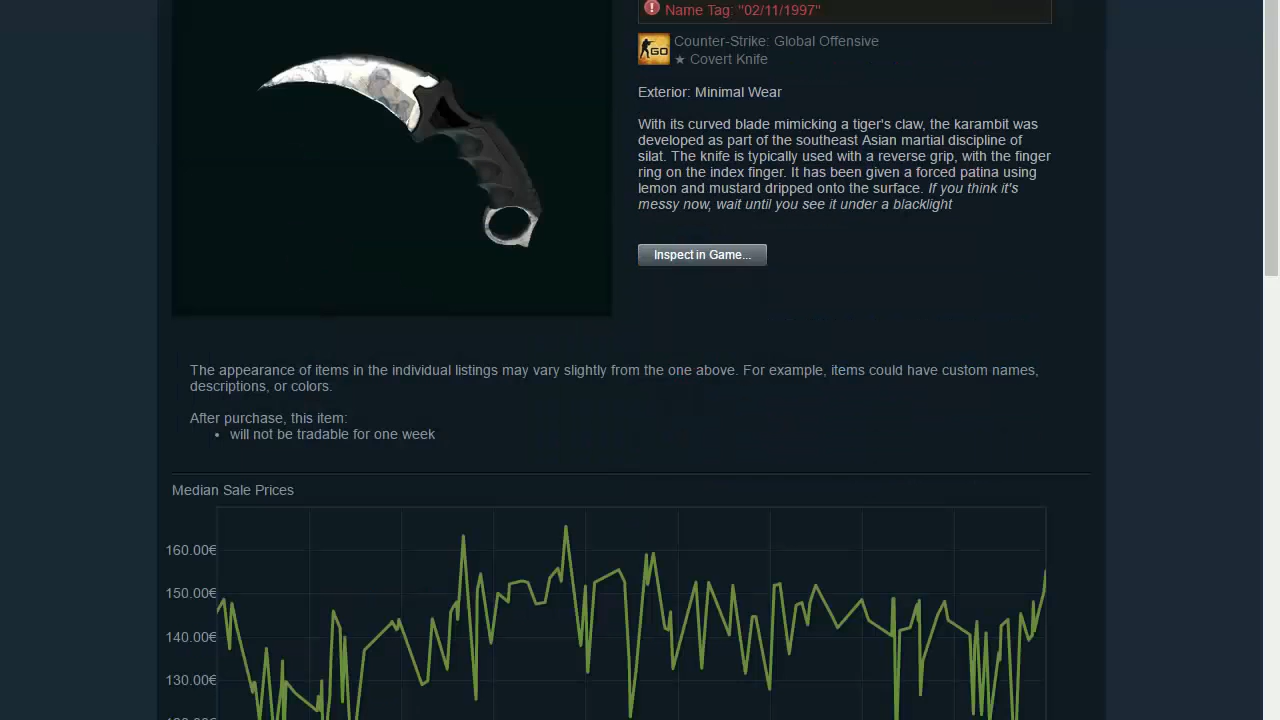 Name Tag: "02/11/1997"
GO
Counter-Strike: Global Offensive
★ Covert Knife
Exterior: Minimal Wear
With its curved blade mimicking a tiger's claw, the karambit was
developed as part of the southeast Asian martial discipline of
silat. The knife is typically used with a reverse grip, with the finger
ring on the index finger. It has been given a forced patina using
lemon and mustard dripped onto the surface. If you think it's
messy now, wait until you see it under a blacklight
Inspect in Game...
The appearance of items in the individual listings may vary slightly from the one above. For example, items could have custom names,
descriptions, or colors.
After purchase, this item:
• will not be tradable for one week
Median Sale Prices
160.00€
150.00€
140.00€
130.00€